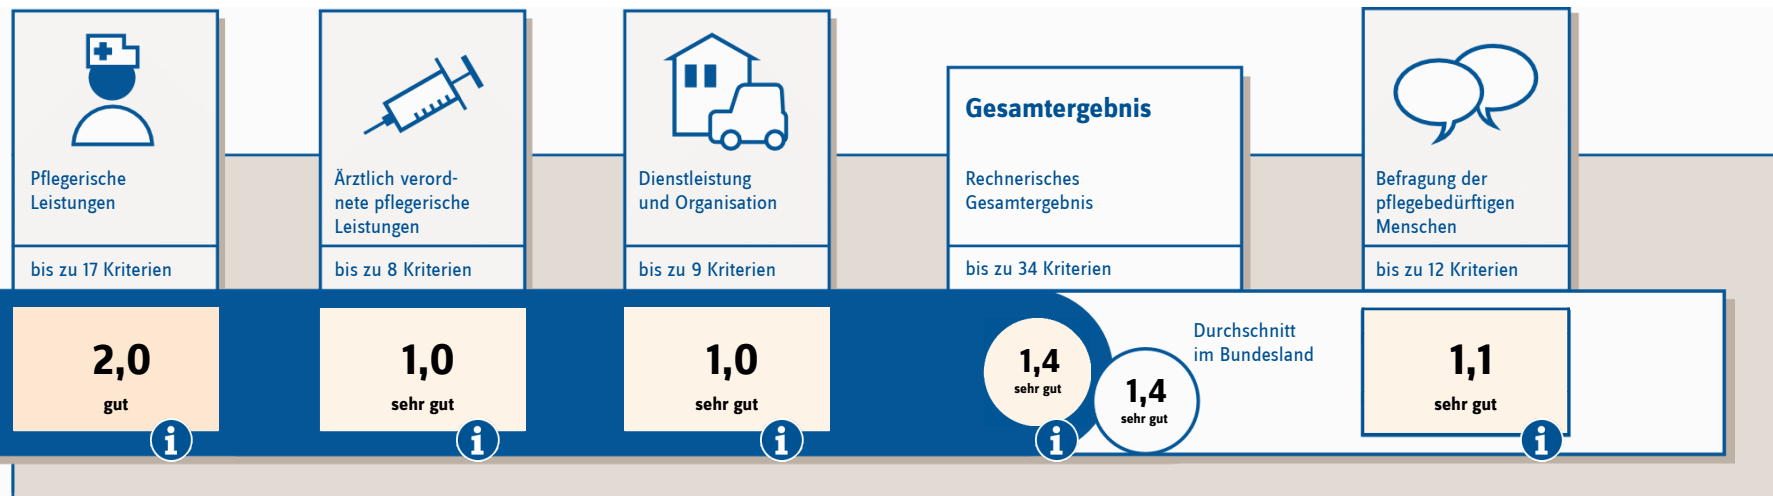 Pflegerische
Leistungen
bis zu 17 Kriterien
2,0
gut
Ärztlich verord-
nete pflegerische
Leistungen
bis zu 8 Kriterien
1,0
sehr gut
Dienstleistung
und Organisation
bis zu 9 Kriterien
1,0
sehr gut
Gesamtergebnis
Rechnerisches
Gesamtergebnis
bis zu 34 Kriterien
1,4
sehr gut
Durchschnitt
im Bundesland
1,4
sehr gut
Befragung der
pflegebedürftigen
Menschen
bis zu 12 Kriterien
1,1
sehr gut